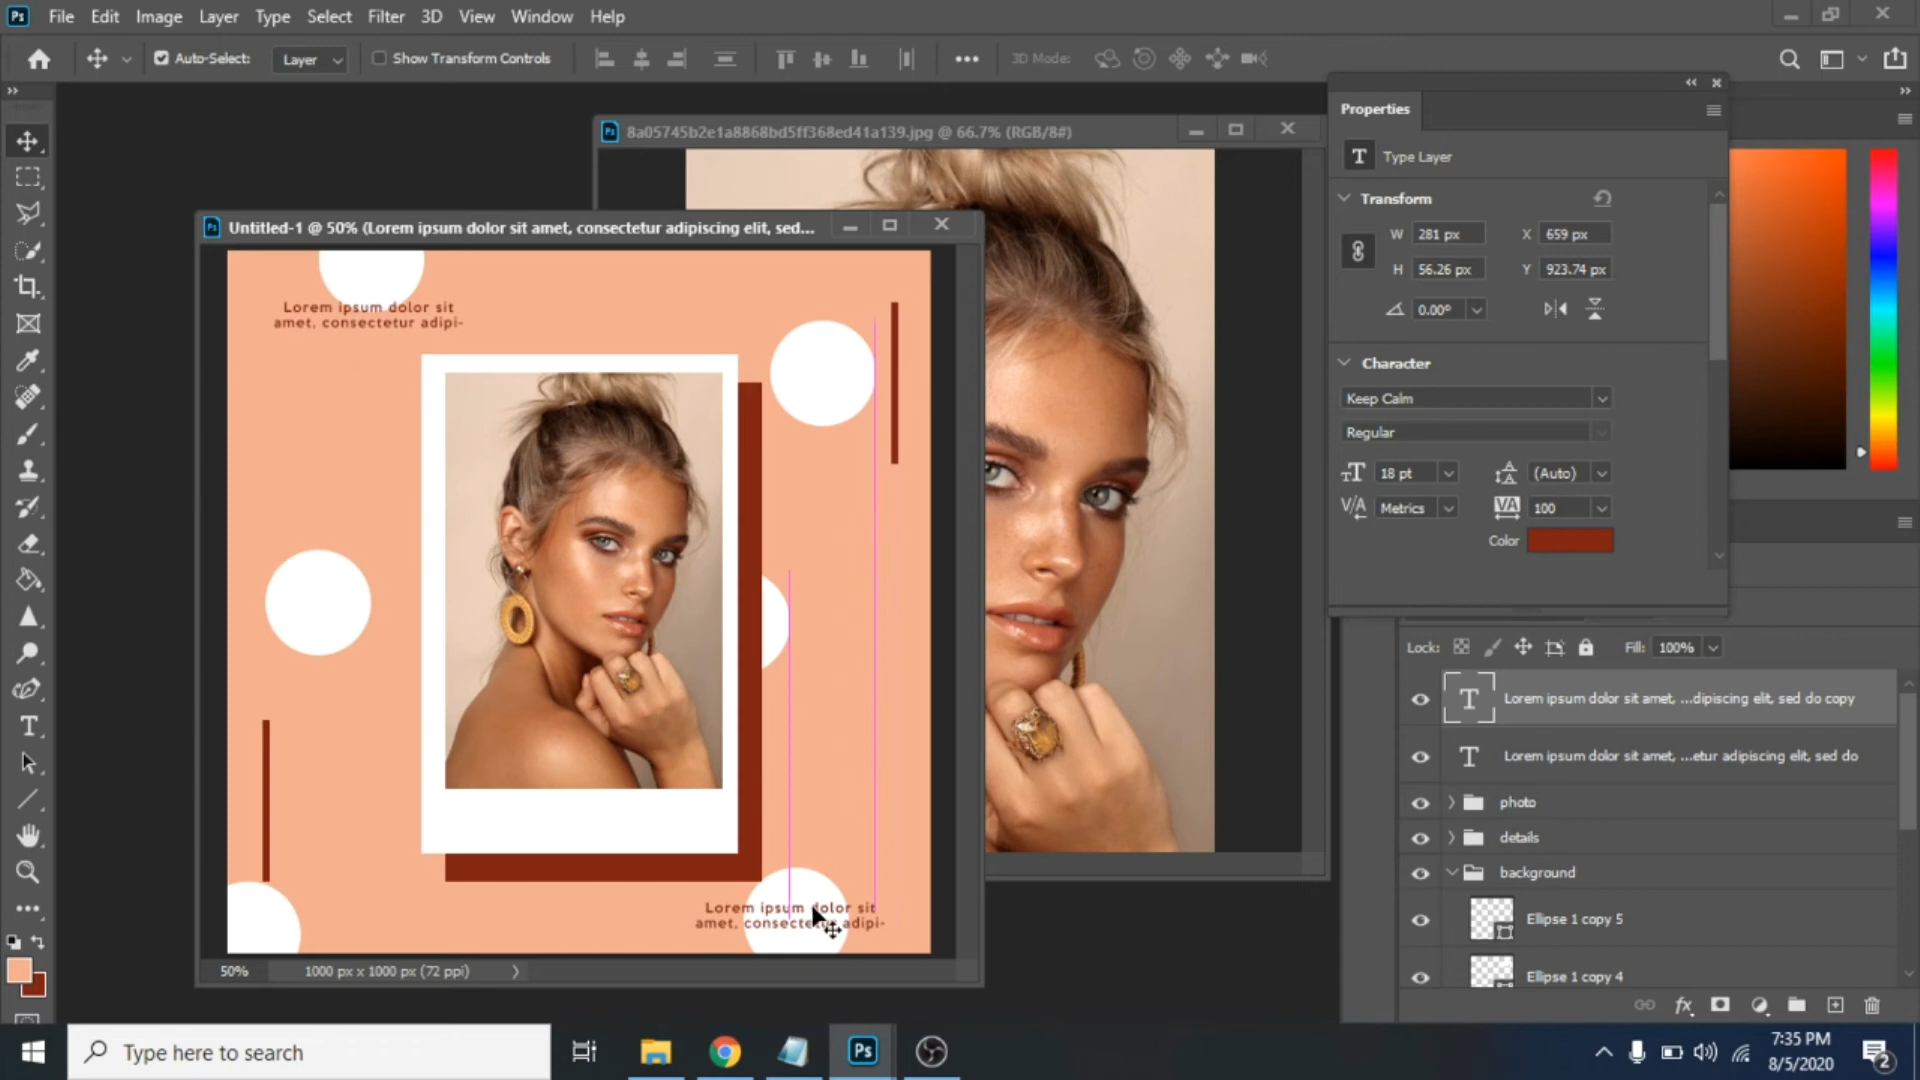 Ps File Edit Image Layer Type Select Filter 3D View Window Help
Auto-Select: Layer Show Transform Controls 3D Mode:
8a05745b2e1a8868bd5ff368ed41a139.jpg @ 66.7% (RGB/8#)
Untitled-1 @ 50% (Lorem ipsum dolor sit amet, consectetur adipiscing elit, sed...
Lorem ipsum dolor sit
amet, consectetur adipi-
Lorem ipsum dolor sit
amet, consectetur adipi-
50% 1000 px x 1000 px (72 ppi)
Properties
T Type Layer
Transform
W 281 px X 659 px
H 56.26 px Y 923.74 px
0.00°
Character
Keep Calm
Regular
18 pt (Auto)
Metrics 100
Color
Lock: Fill: 100%
Lorem ipsum dolor sit amet, ...dipiscing elit, sed do copy
Lorem ipsum dolor sit amet, ...etur adipiscing elit, sed do
photo
details
background
Ellipse 1 copy 5
Ellipse 1 copy 4
Type here to search
Ps
7:35 PM
8/5/2020
2